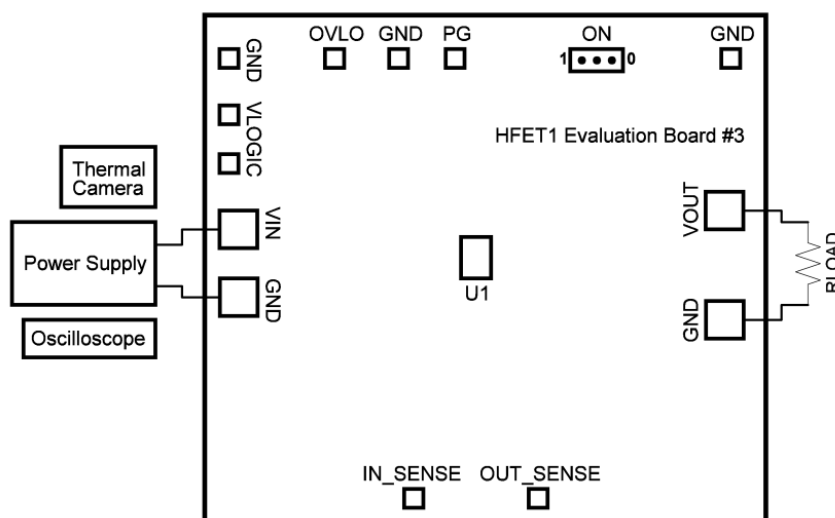 OVLO GND PG ON GND
1 0
GND
VLOGIC
HFET1 Evaluation Board #3
Thermal
Camera
VIN
VOUT
Power Supply
U1
RLOAD
GND
GND
Oscilloscope
IN_SENSE OUT_SENSE